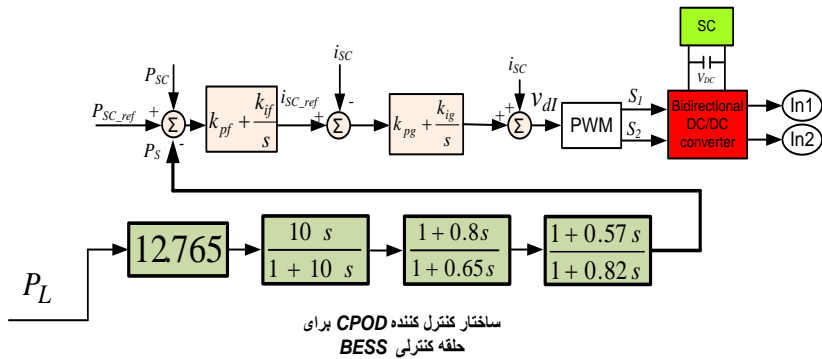 SC
V_DC
P_SC
i_SC
i_SC
P_SC_ref
+
Σ
-
P_S
k_pf + k_if/s
i_SC_ref
+
Σ
-
k_pg + k_ig/s
+
+
Σ
v_dI
PWM
S_1
S_2
Bidirectional
DC/DC
converter
In1
In2
P_L
12.765
10 s
1 + 10 s
1 + 0.8s
1 + 0.65s
1 + 0.57s
1 + 0.82s
ساختار کنترل کننده CPOD برای
حلقه کنترلی BESS